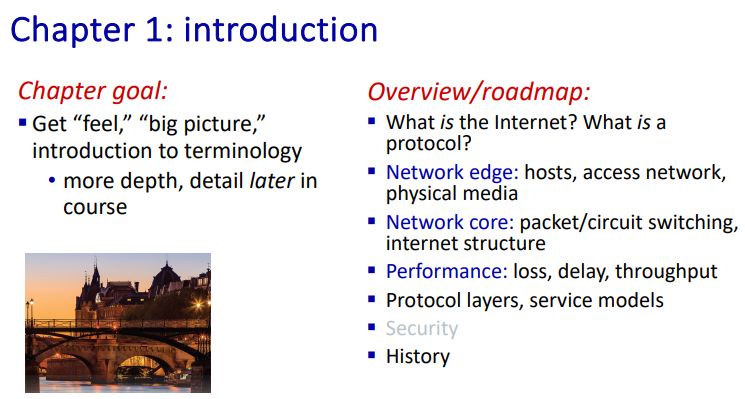 Chapter 1: introduction
Chapter goal:
▪ Get “feel,” “big picture,”
introduction to terminology
• more depth, detail later in
course
Overview/roadmap:
▪ What is the Internet? What is a
protocol?
▪ Network edge: hosts, access network,
physical media
▪ Network core: packet/circuit switching,
internet structure
▪ Performance: loss, delay, throughput
▪ Protocol layers, service models
▪ Security
▪ History